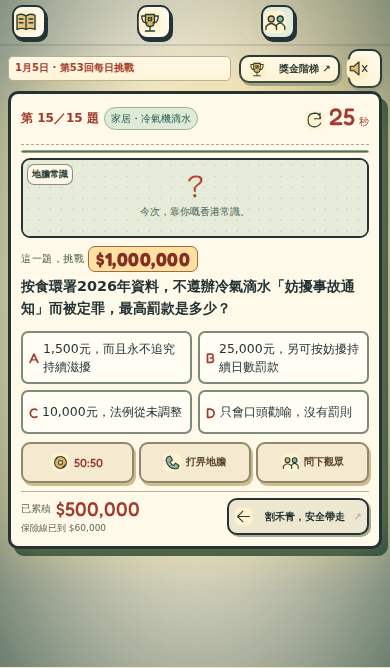 1月5日 · 第53回每日挑戰
獎金階梯 ↗
第 15／15 題
家居 · 冷氣機滴水
25 秒
地膽常識
?
今次，靠你嘅香港常識。
這一題，挑戰 $1,000,000
按食環署2026年資料，不遵辦冷氣滴水「妨擾事故通
知」而被定罪，最高罰款是多少？
A 1,500元，而且永不追究
持續滋擾
B 25,000元，另可按妨擾持
續日數罰款
C 10,000元，法例從未調整
D 只會口頭勸喻，沒有罰則
50:50
打畀地膽
問下觀眾
已累積 $500,000
保險線已到 $60,000
割禾青，安全帶走 ↗